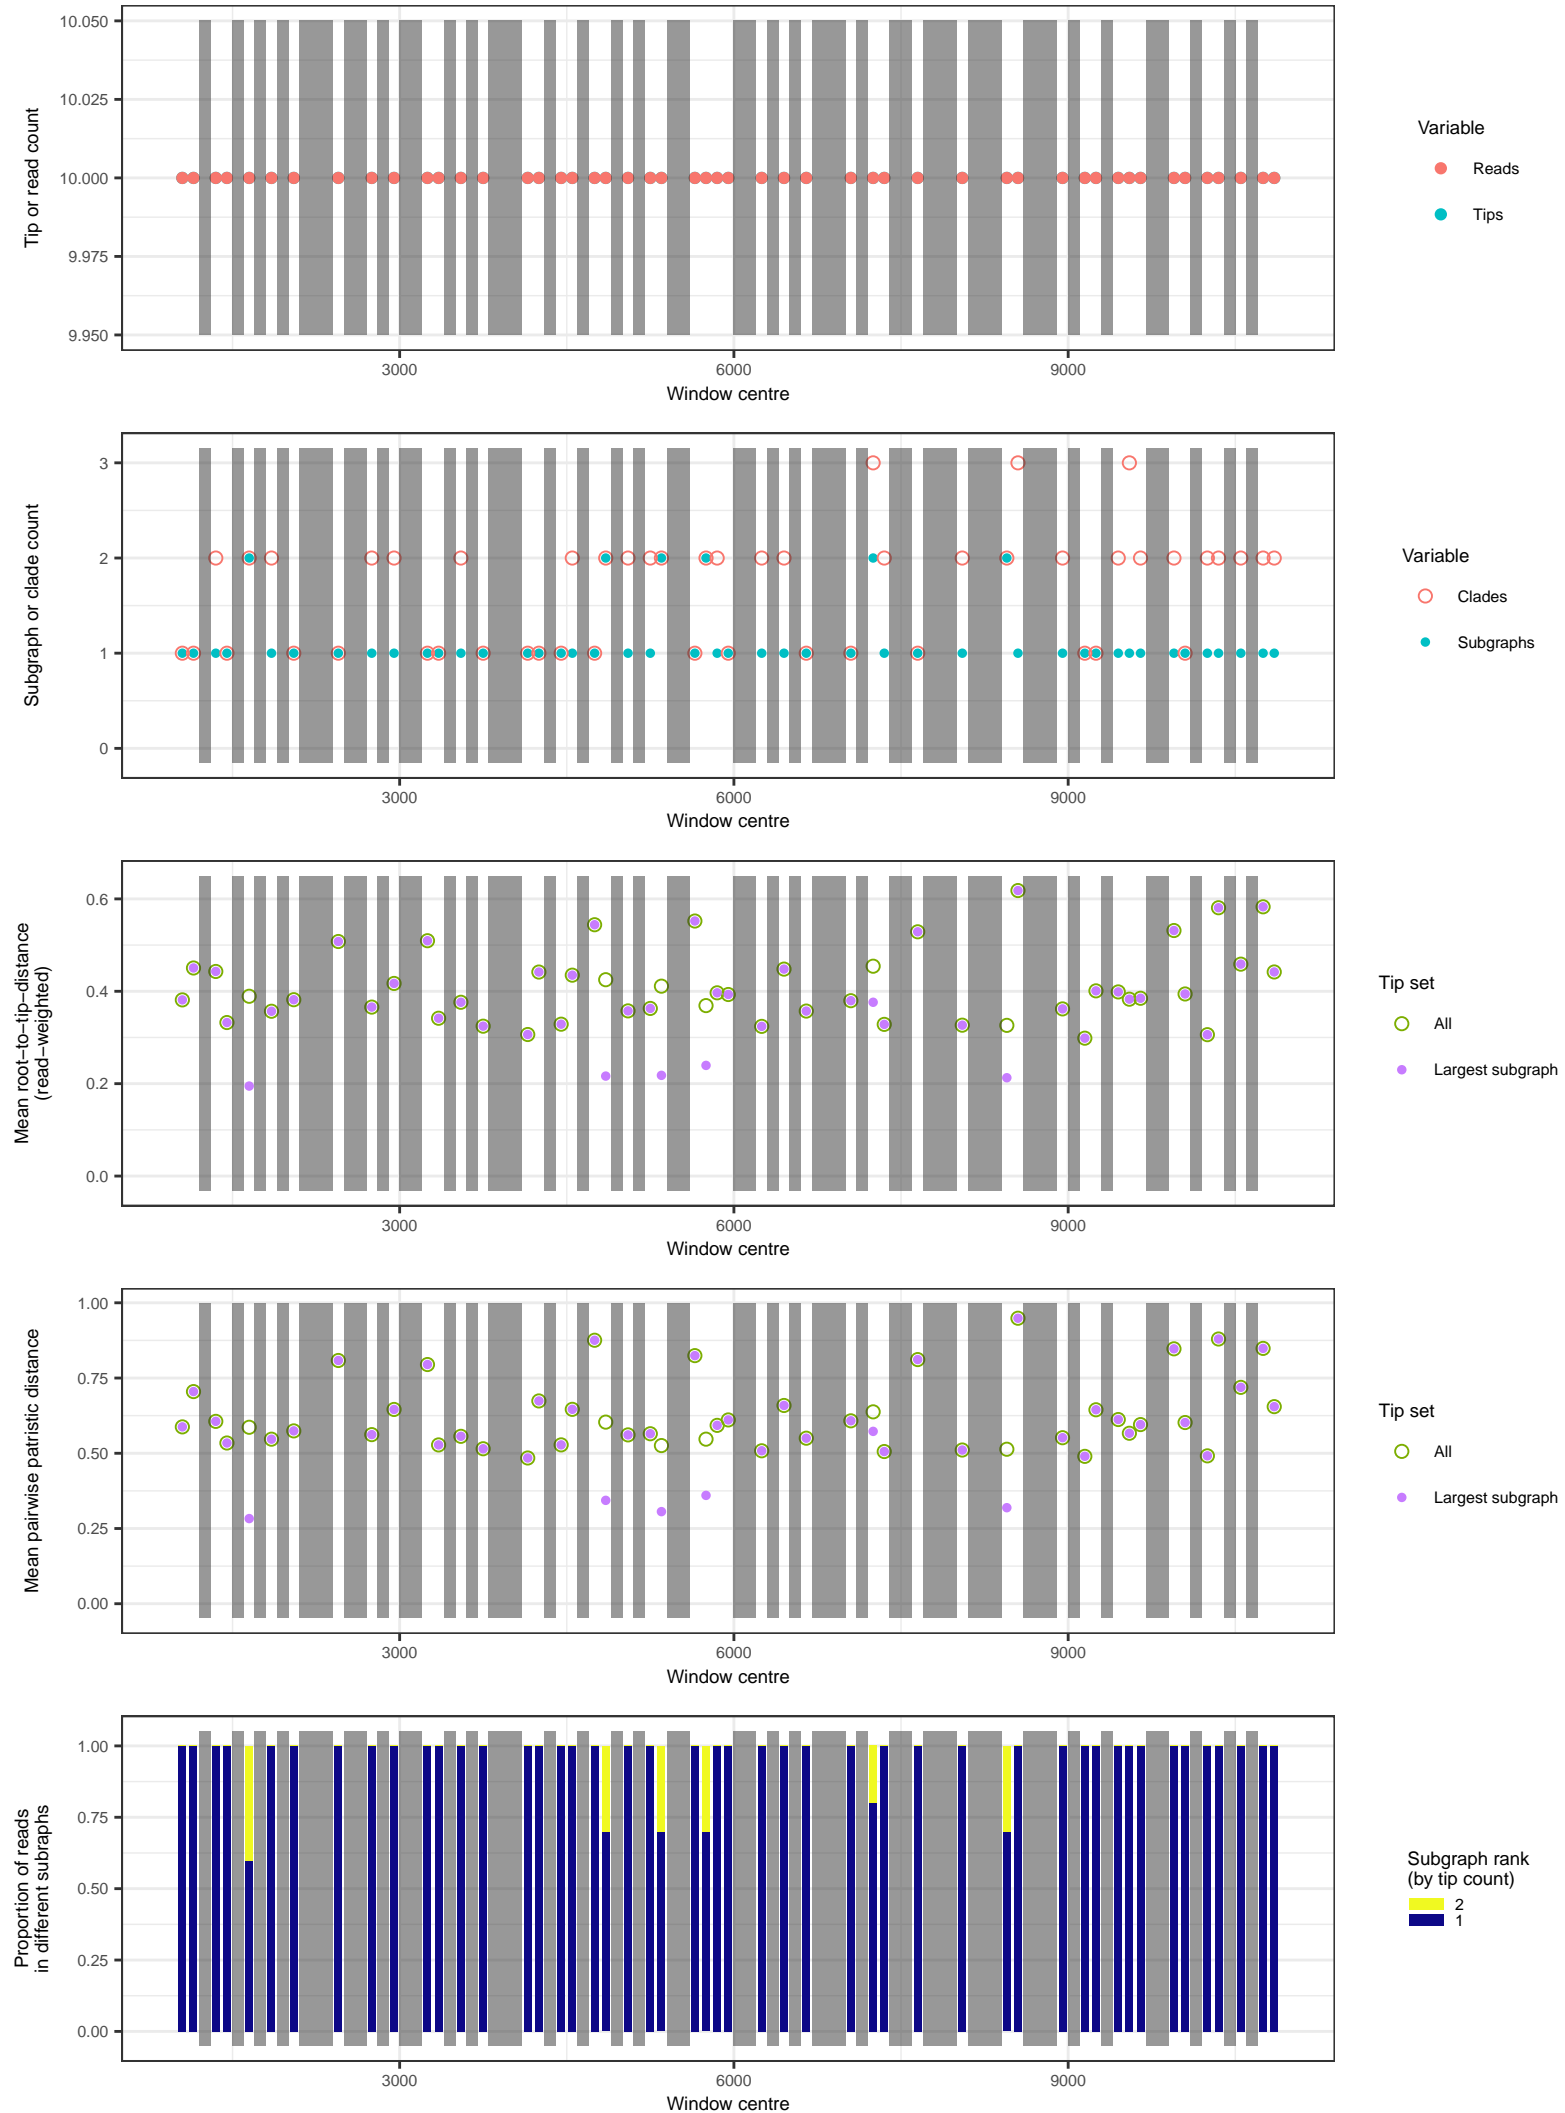 10.050
10.025
10.000
9.975
9.950
Tip or read count
3000
6000
9000
Window centre
Variable
Reads
Tips
3
2
1
0
Subgraph or clade count
3000
6000
9000
Window centre
Variable
Clades
Subgraphs
0.6
0.4
0.2
0.0
Mean root−to−tip−distance
(read−weighted)
3000
6000
9000
Window centre
Tip set
All
Largest subgraph
1.00
0.75
0.50
0.25
0.00
Mean pairwise patristic distance
3000
6000
9000
Window centre
Tip set
All
Largest subgraph
1.00
0.75
0.50
0.25
0.00
Proportion of reads
in different subraphs
3000
6000
9000
Window centre
Subgraph rank
(by tip count)
2
1